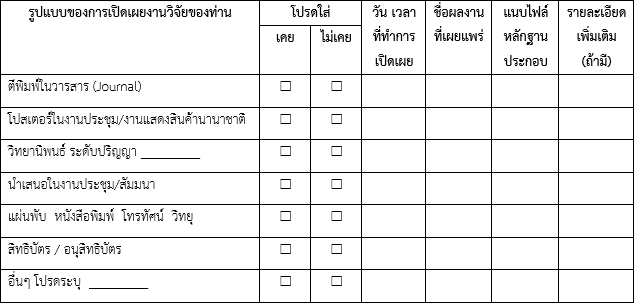 รูปแบบของการเปิดเผยงานวิจัยของท่าน
โปรดใส่
เคย
ไม่เคย
วัน เวลา
ที่ทำการ
เปิดเผย
ชื่อผลงาน
ที่เผยแพร่
แนบไฟล์
หลักฐาน
ประกอบ
รายละเอียด
เพิ่มเติม
(ถ้ามี)
ตีพิมพ์ในวารสาร (Journal) ☐ ☐
โปสเตอร์ในงานประชุม/งานแสดงสินค้านานาชาติ ☐ ☐
วิทยานิพนธ์ ระดับปริญญา _________ ☐ ☐
นำเสนอในงานประชุม/สัมมนา ☐ ☐
แผ่นพับ หนังสือพิมพ์ โทรทัศน์ วิทยุ ☐ ☐
สิทธิบัตร / อนุสิทธิบัตร ☐ ☐
อื่นๆ โปรดระบุ _________ ☐ ☐